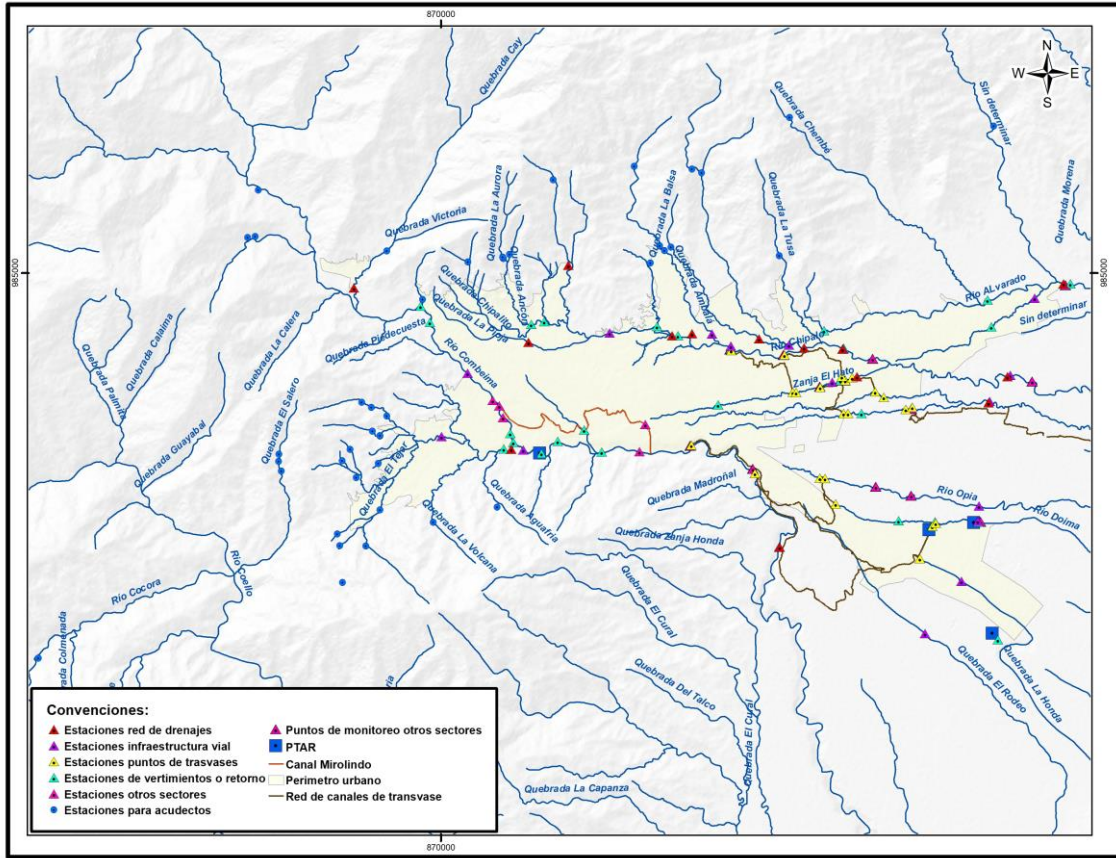 870000
N
W E
S
Quebrada Cay
Quebrada Chembé
Sin determinar
Quebrada Morena
Quebrada La Aurora
Quebrada La Balsa
Quebrada La Tusa
Quebrada Victoria
985000
985000
Quebrada Ancón
Quebrada Ambalá
Quebrada Chipalito
Quebrada La Pioja
Río ALvarado
Sin determinar
Quebrada La Calera
Quebrada Calaima
Quebrada Piedecuesta
Río Combeima
Río Chipalo
Zanja El Hato
Quebrada Palmita
Quebrada El Salero
Quebrada Guayabal
Quebrada El Tejar
Quebrada Madroñal
Río Opia
Río Doima
Quebrada Aguafría
Quebrada La Volcana
Quebrada Zanja Honda
Río Coello
Río Cocora
Quebrada El Cural
Quebrada Del Talco
Quebrada El Cural
Quebrada El Rodeo
Quebrada La Honda
Quebrada La Capanza
Convenciones:
Estaciones red de drenajes
Estaciones infraestructura vial
Estaciones puntos de trasvases
Estaciones de vertimientos o retorno
Estaciones otros sectores
Estaciones para acudectos
Puntos de monitoreo otros sectores
PTAR
Canal Mirolindo
Perimetro urbano
Red de canales de transvase
870000